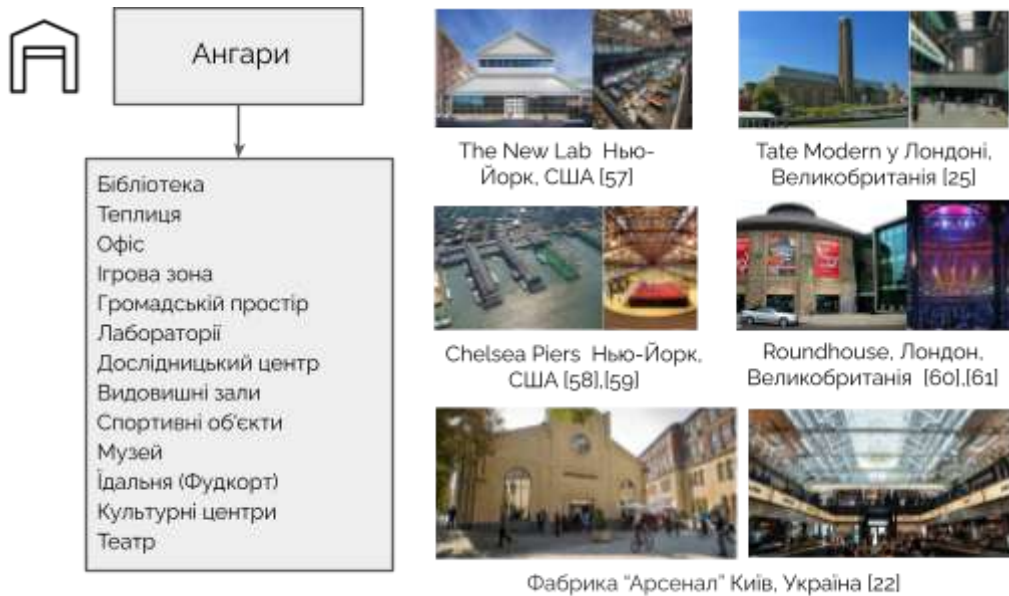 Ангари
Бібліотека
Теплиця
Офіс
Ігрова зона
Громадській простір
Лабораторії
Дослідницький центр
Видовишні зали
Спортивні об'єкти
Музей
Їдальня (Фудкорт)
Культурні центри
Театр
The New Lab Нью-
Йорк, США [57]
Tate Modern у Лондоні,
Великобританія [25]
Chelsea Piers Нью-Йорк,
США [58],[59]
Roundhouse, Лондон,
Великобританія [60],[61]
Фабрика “Арсенал” Київ, Україна [22]